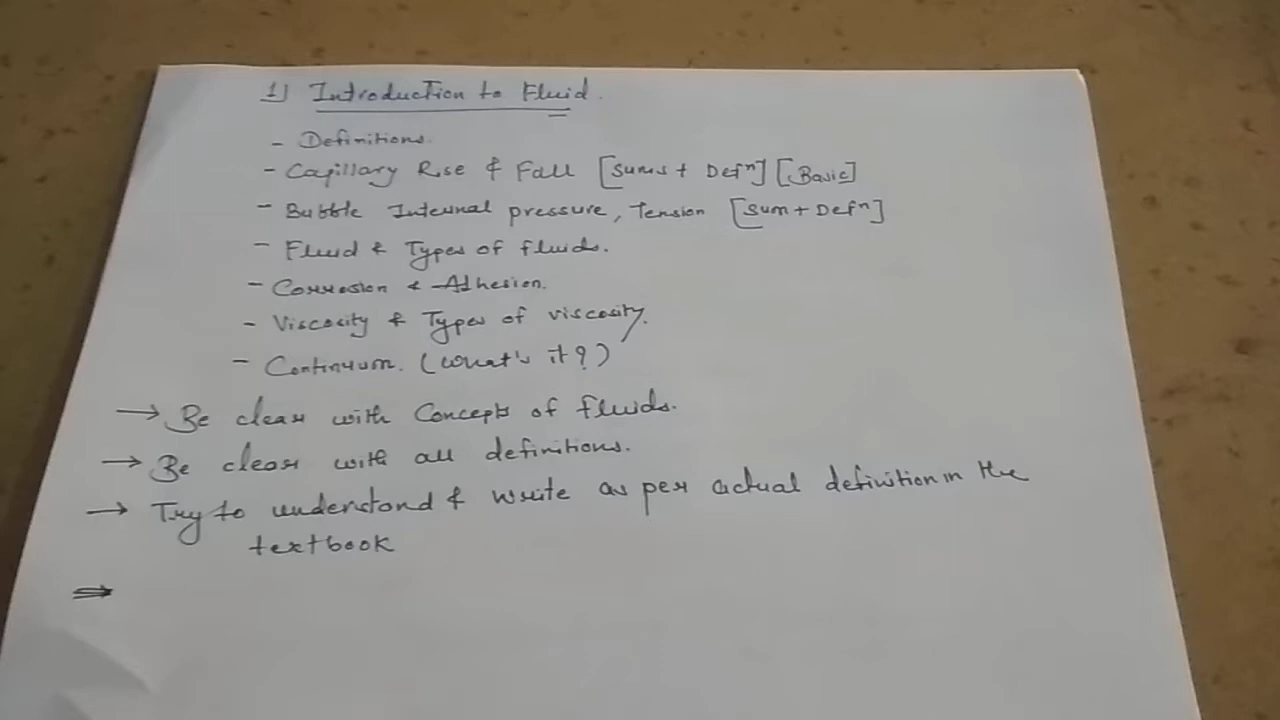 1) Introduction to Fluid.
- Definitions.
- Capillary Rise & Fall [Sums + Defⁿ] [Basic]
- Bubble Internal pressure, Tension [Sum + Defⁿ]
- Fluid & Types of fluids.
- Corrosion & Adhesion.
- Viscosity & Types of viscosity.
- Continuum. (What's it?)
→ Be clear with Concepts of fluids.
→ Be clear with all definitions.
→ Try to understand & write as per actual definition in the
textbook
⇒